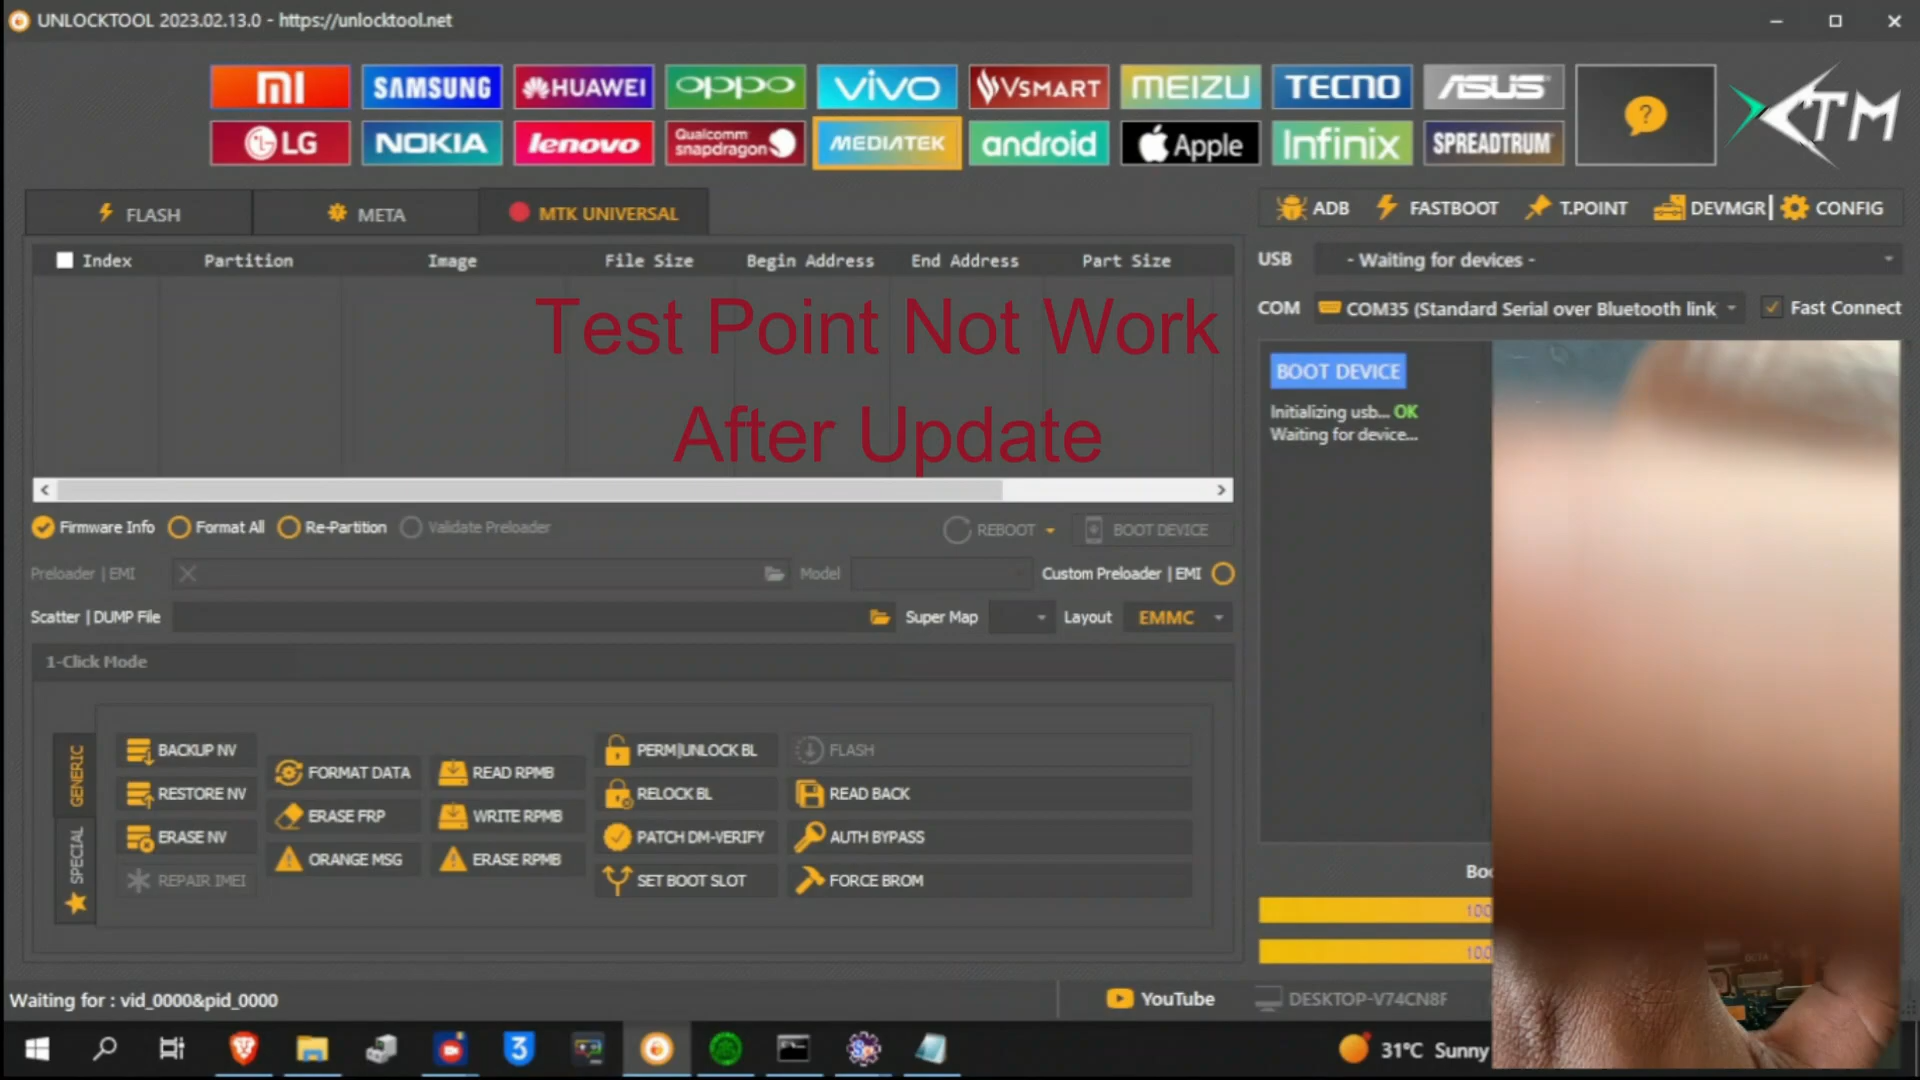 UNLOCKTOOL 2023.02.13.0 - https://unlocktool.net
MI SAMSUNG HUAWEI oppo vivo VSMART MEIZU TECNO ASUS
LG NOKIA lenovo Qualcomm snapdragon MEDIATEK android Apple Infinix SPREADTRUM
?
TM
FLASH META MTK UNIVERSAL
ADB FASTBOOT T.POINT DEVMGR CONFIG
Index Partition Image File Size Begin Address End Address Part Size
USB - Waiting for devices -
COM COM35 (Standard Serial over Bluetooth link Fast Connect
Test Point Not Work
After Update
BOOT DEVICE
Initializing usb... OK
Waiting for device...
Firmware Info Format All Re-Partition Validate Preloader REBOOT BOOT DEVICE
Preloader | EMI Model Custom Preloader | EMI
Scatter | DUMP File Super Map Layout EMMC
1-Click Mode
GENERIC
SPECIAL
BACKUP NV
RESTORE NV
ERASE NV
REPAIR IMEI
FORMAT DATA
ERASE FRP
ORANGE MSG
READ RPMB
WRITE RPMB
ERASE RPMB
PERM|UNLOCK BL
RELOCK BL
PATCH DM-VERIFY
SET BOOT SLOT
FLASH
READ BACK
AUTH BYPASS
FORCE BROM
Boo
100
100
Waiting for : vid_0000&pid_0000
YouTube DESKTOP-V74CN8F
31°C Sunny